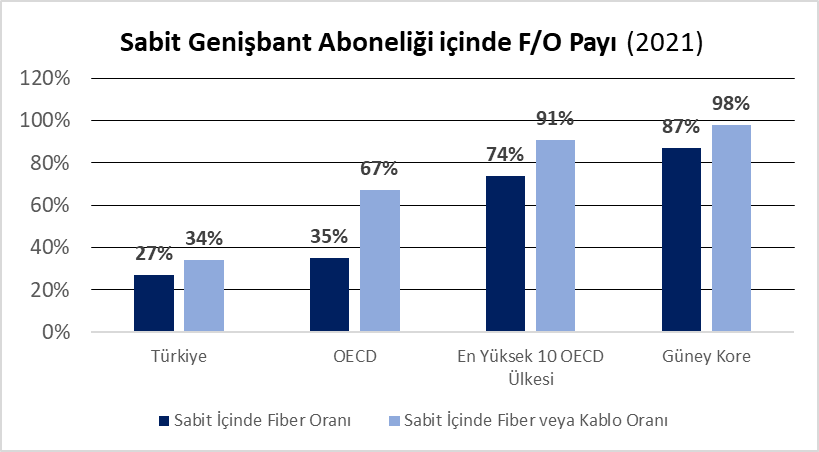 Sabit Genişbant Aboneliği içinde F/O Payı (2021)
120%
100%
80%
60%
40%
20%
0%
27%
34%
35%
67%
74%
91%
87%
98%
Türkiye
OECD
En Yüksek 10 OECD
Ülkesi
Güney Kore
Sabit İçinde Fiber Oranı
Sabit İçinde Fiber veya Kablo Oranı